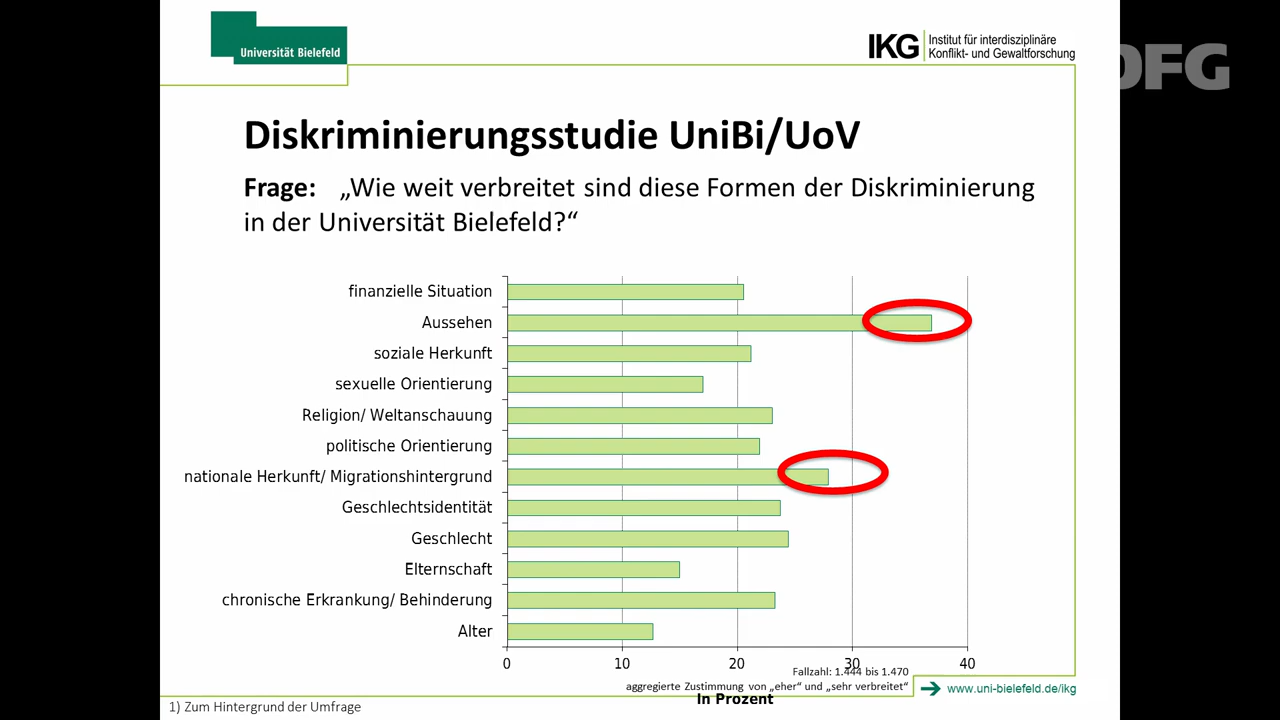 Universität Bielefeld
IKG Institut für interdisziplinäre
Konflikt- und Gewaltforschung
DFG
Diskriminierungsstudie UniBi/UoV
Frage: „Wie weit verbreitet sind diese Formen der Diskriminierung
in der Universität Bielefeld?“
finanzielle Situation
Aussehen
soziale Herkunft
sexuelle Orientierung
Religion/ Weltanschauung
politische Orientierung
nationale Herkunft/ Migrationshintergrund
Geschlechtsidentität
Geschlecht
Elternschaft
chronische Erkrankung/ Behinderung
Alter
0 10 20 30 40
Fallzahl: 1.444 bis 1.470
aggregierte Zustimmung von „eher“ und „sehr verbreitet“
In Prozent
www.uni-bielefeld.de/ikg
1) Zum Hintergrund der Umfrage